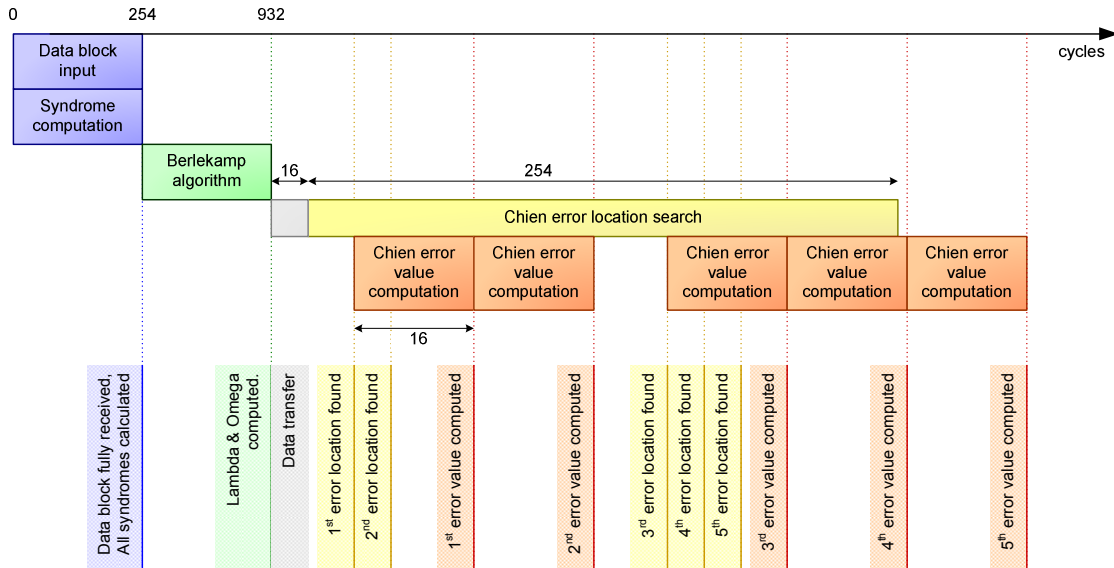 0
254
932
cycles
Data block
input
Syndrome
computation
Berlekamp
algorithm
16
254
Chien error location search
Chien error
value
computation
Chien error
value
computation
Chien error
value
computation
Chien error
value
computation
Chien error
value
computation
16
Data block fully received,
All syndromes calculated
Lambda & Omega
computed.
Data transfer
1st error location found
2nd error location found
1st error value computed
2nd error value computed
3rd error location found
4th error location found
5th error location found
3rd error value computed
4th error value computed
5th error value computed